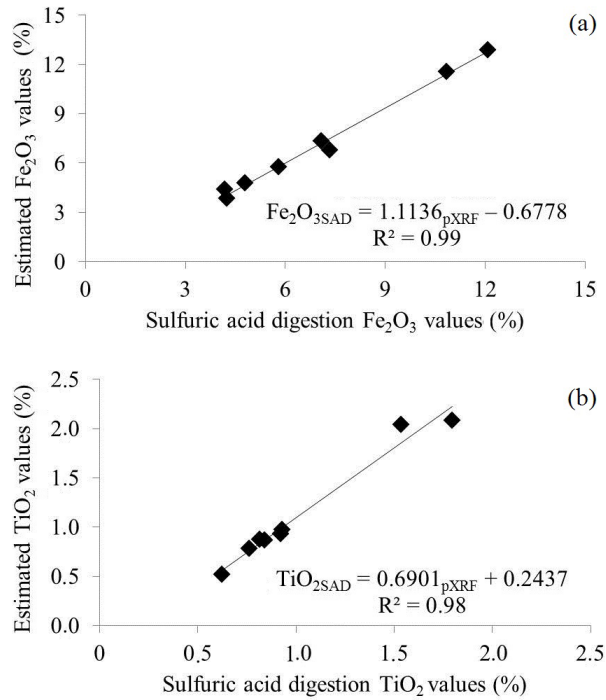 (a)
Estimated Fe₂O₃ values (%)
15
12
9
6
3
0
Fe₂O₃SAD = 1.1136pXRF – 0.6778
R² = 0.99
0 3 6 9 12 15
Sulfuric acid digestion Fe₂O₃ values (%)
(b)
Estimated TiO₂ values (%)
2.5
2.0
1.5
1.0
0.5
0.0
TiO₂SAD = 0.6901pXRF + 0.2437
R² = 0.98
0 0.5 1.0 1.5 2.0 2.5
Sulfuric acid digestion TiO₂ values (%)